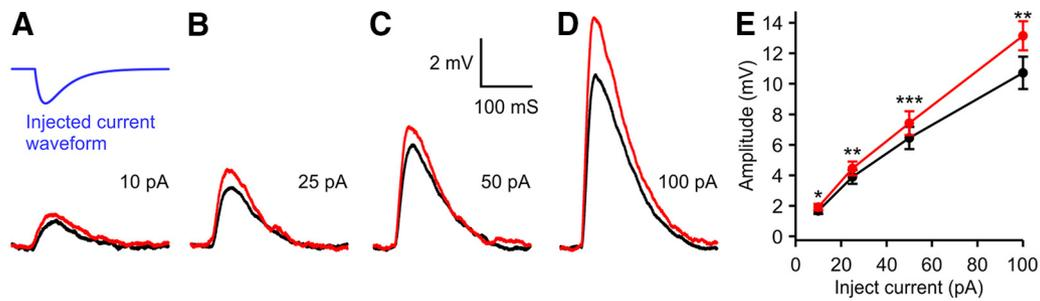 A
B
C
D
E
Injected current
waveform
10 pA
25 pA
50 pA
2 mV
100 mS
100 pA
Amplitude (mV)
14
12
10
8
6
4
2
0
*
**
***
**
0 20 40 60 80 100
Inject current (pA)